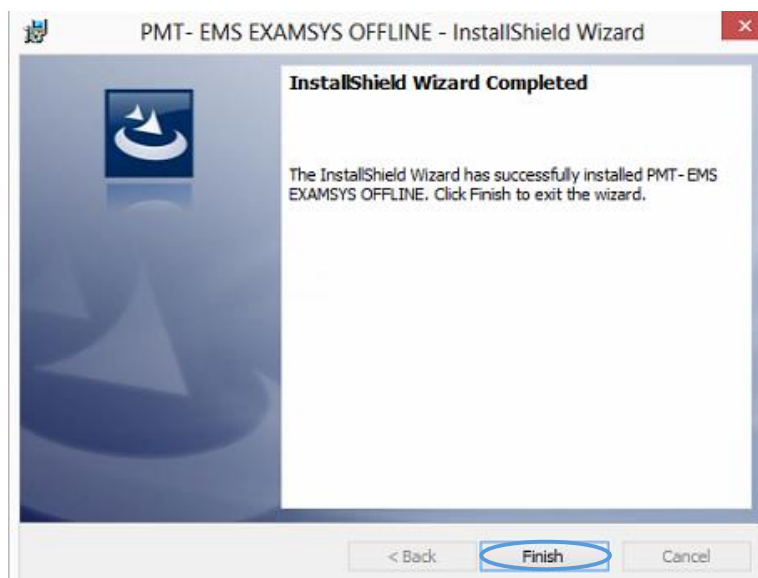 PMT- EMS EXAMSYS OFFLINE - InstallShield Wizard
InstallShield Wizard Completed
The InstallShield Wizard has successfully installed PMT-EMS
EXAMSYS OFFLINE. Click Finish to exit the wizard.
< Back
Finish
Cancel